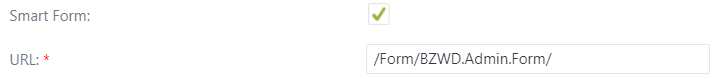 Smart Form:
URL: * /Form/BZWD.Admin.Form/